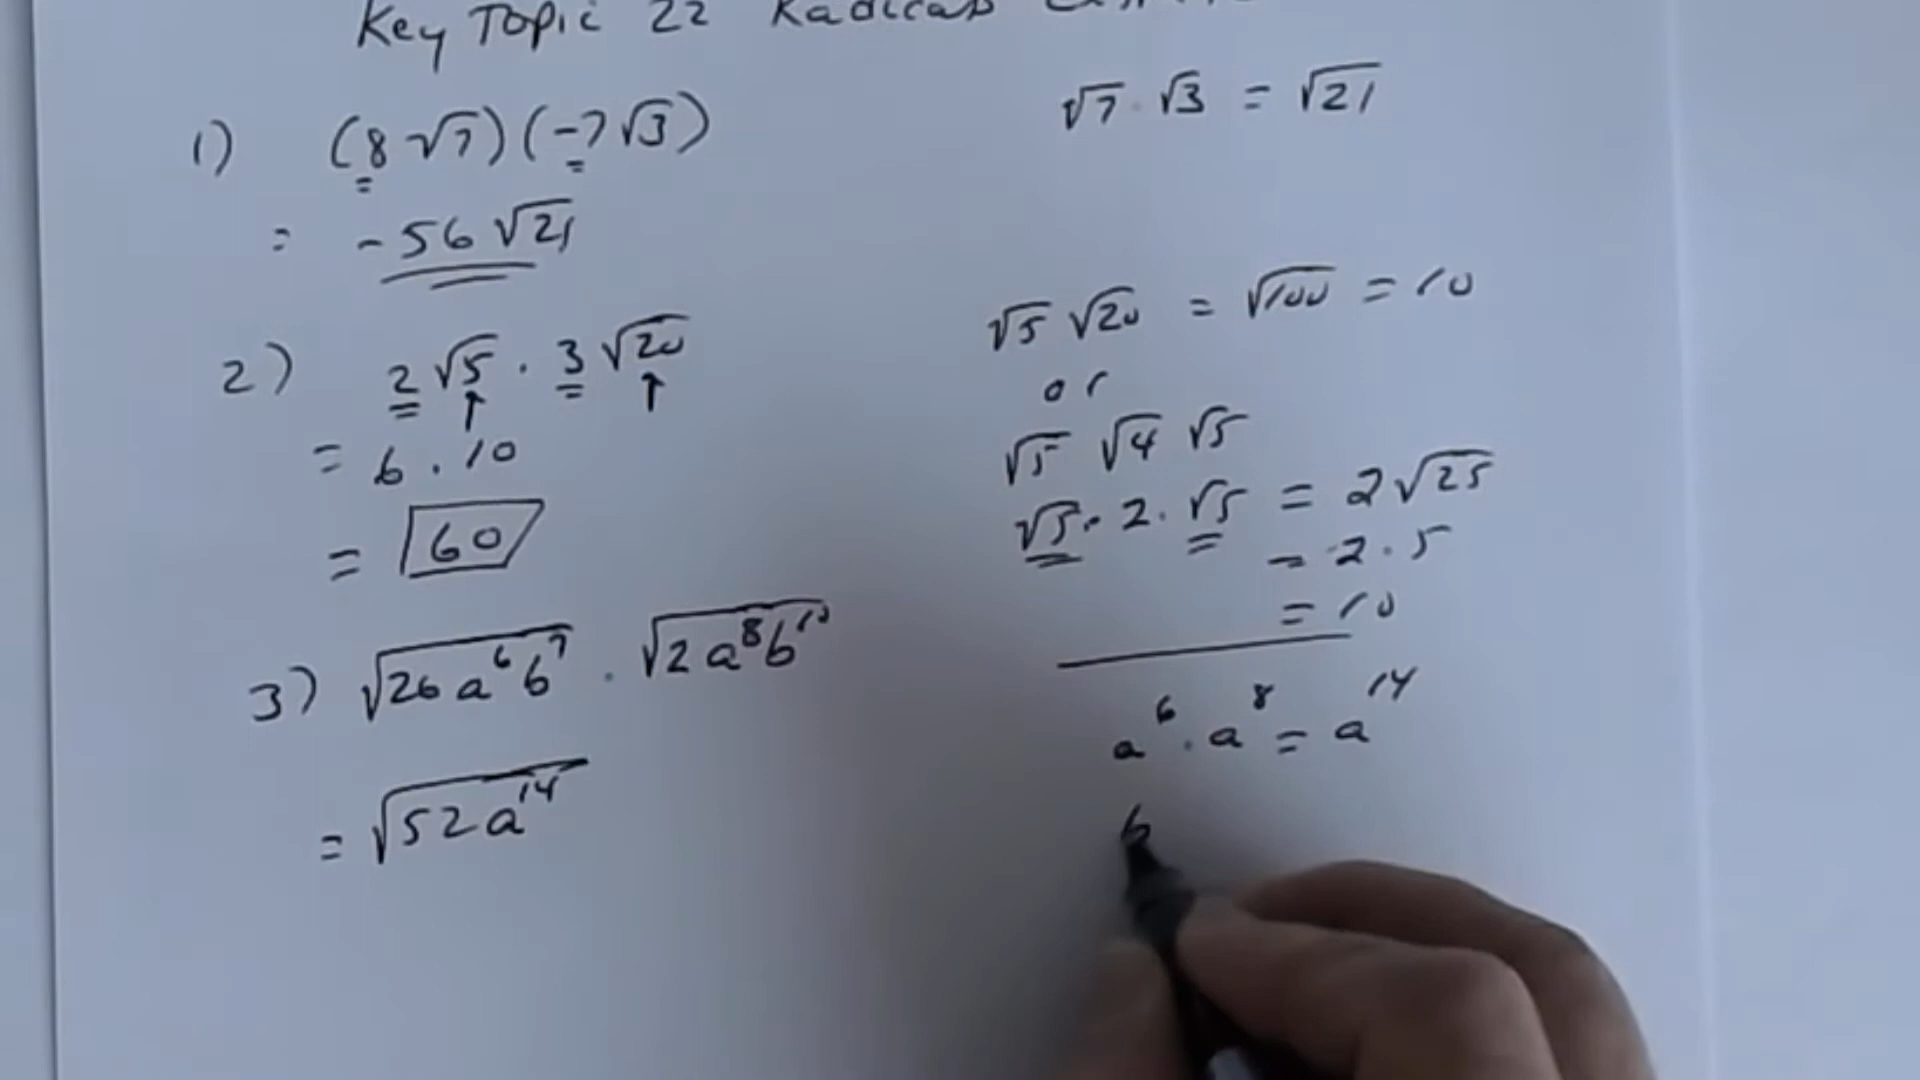 Key Topic 22 Radicals
1) (8√7)(-7√3)
= -56√21
√7 · √3 = √21
2) 2√5 · 3√20
= 6 · 10
= 60
√5 √20 = √100 = 10
or
√5 √4 √5
√5 · 2 · √5 = 2√25
= 2 · 5
= 10
3) √26a⁶b⁷ · √2a⁸b¹⁰
= √52a¹⁴
a⁶ · a⁸ = a¹⁴
b